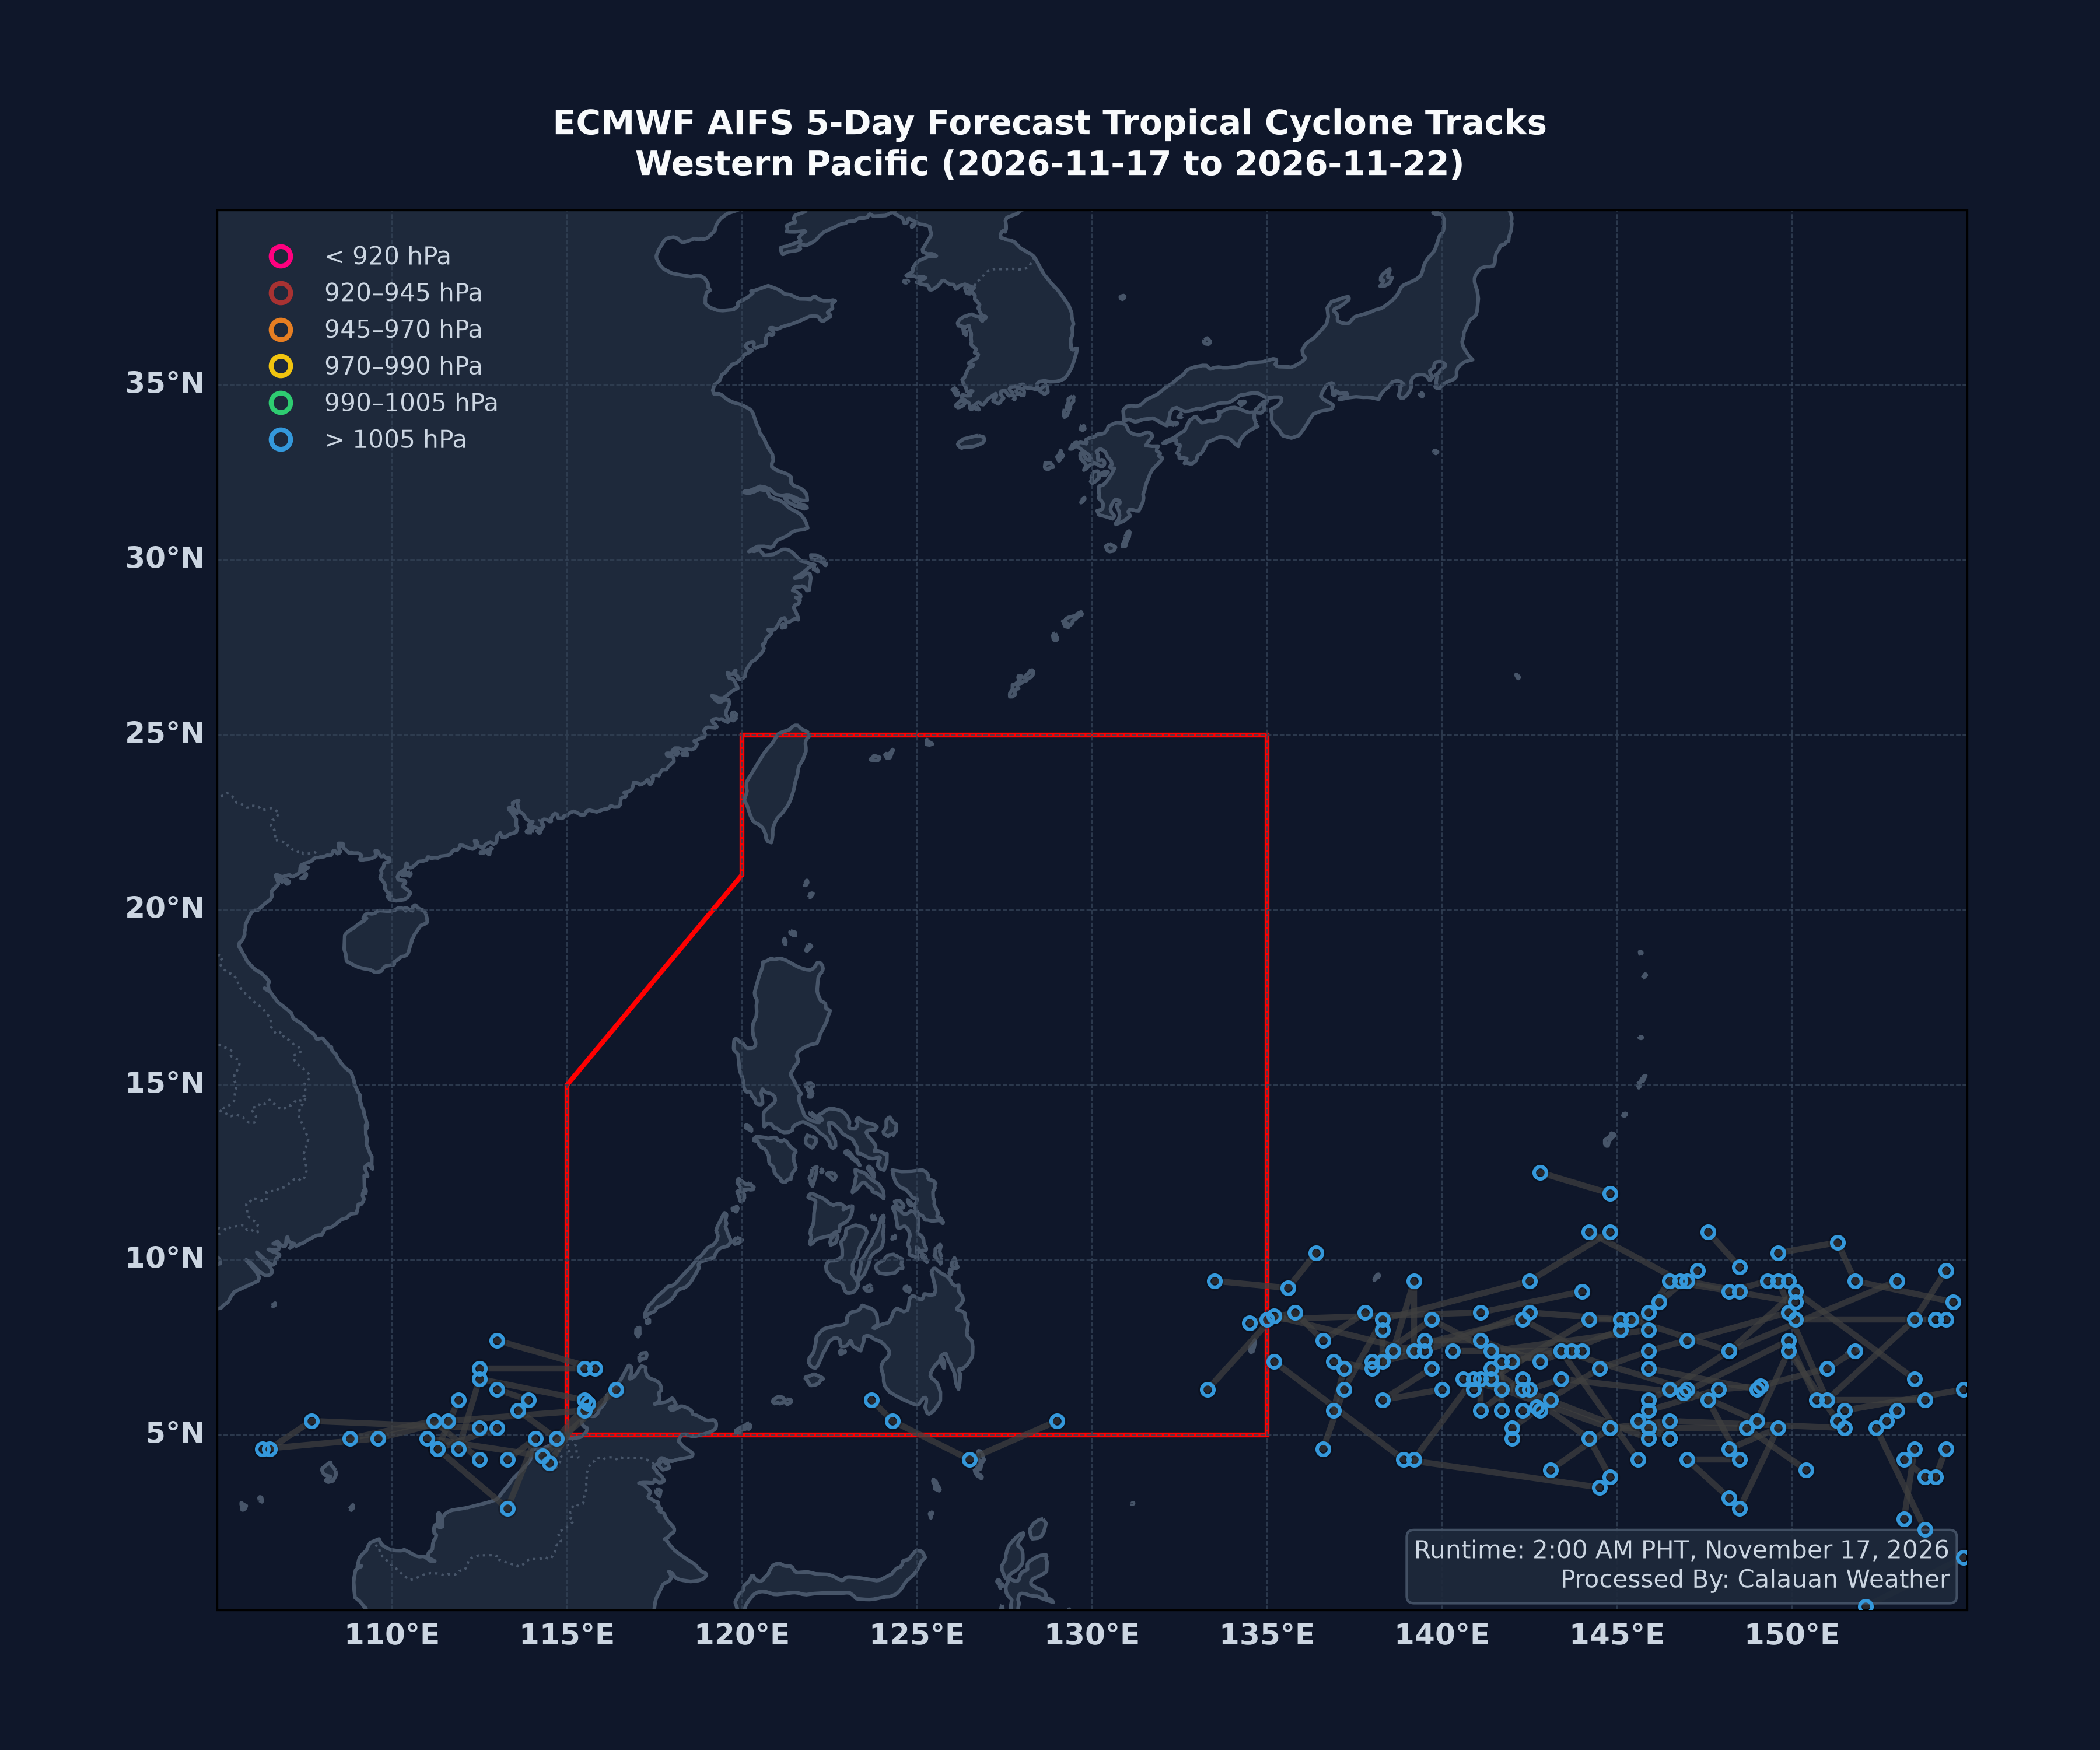 ECMWF AIFS 5-Day Forecast Tropical Cyclone Tracks
Western Pacific (2026-11-17 to 2026-11-22)
< 920 hPa
920–945 hPa
945–970 hPa
970–990 hPa
990–1005 hPa
> 1005 hPa
35°N
30°N
25°N
20°N
15°N
10°N
5°N
Runtime: 2:00 AM PHT, November 17, 2026
Processed By: Calauan Weather
110°E
115°E
120°E
125°E
130°E
135°E
140°E
145°E
150°E